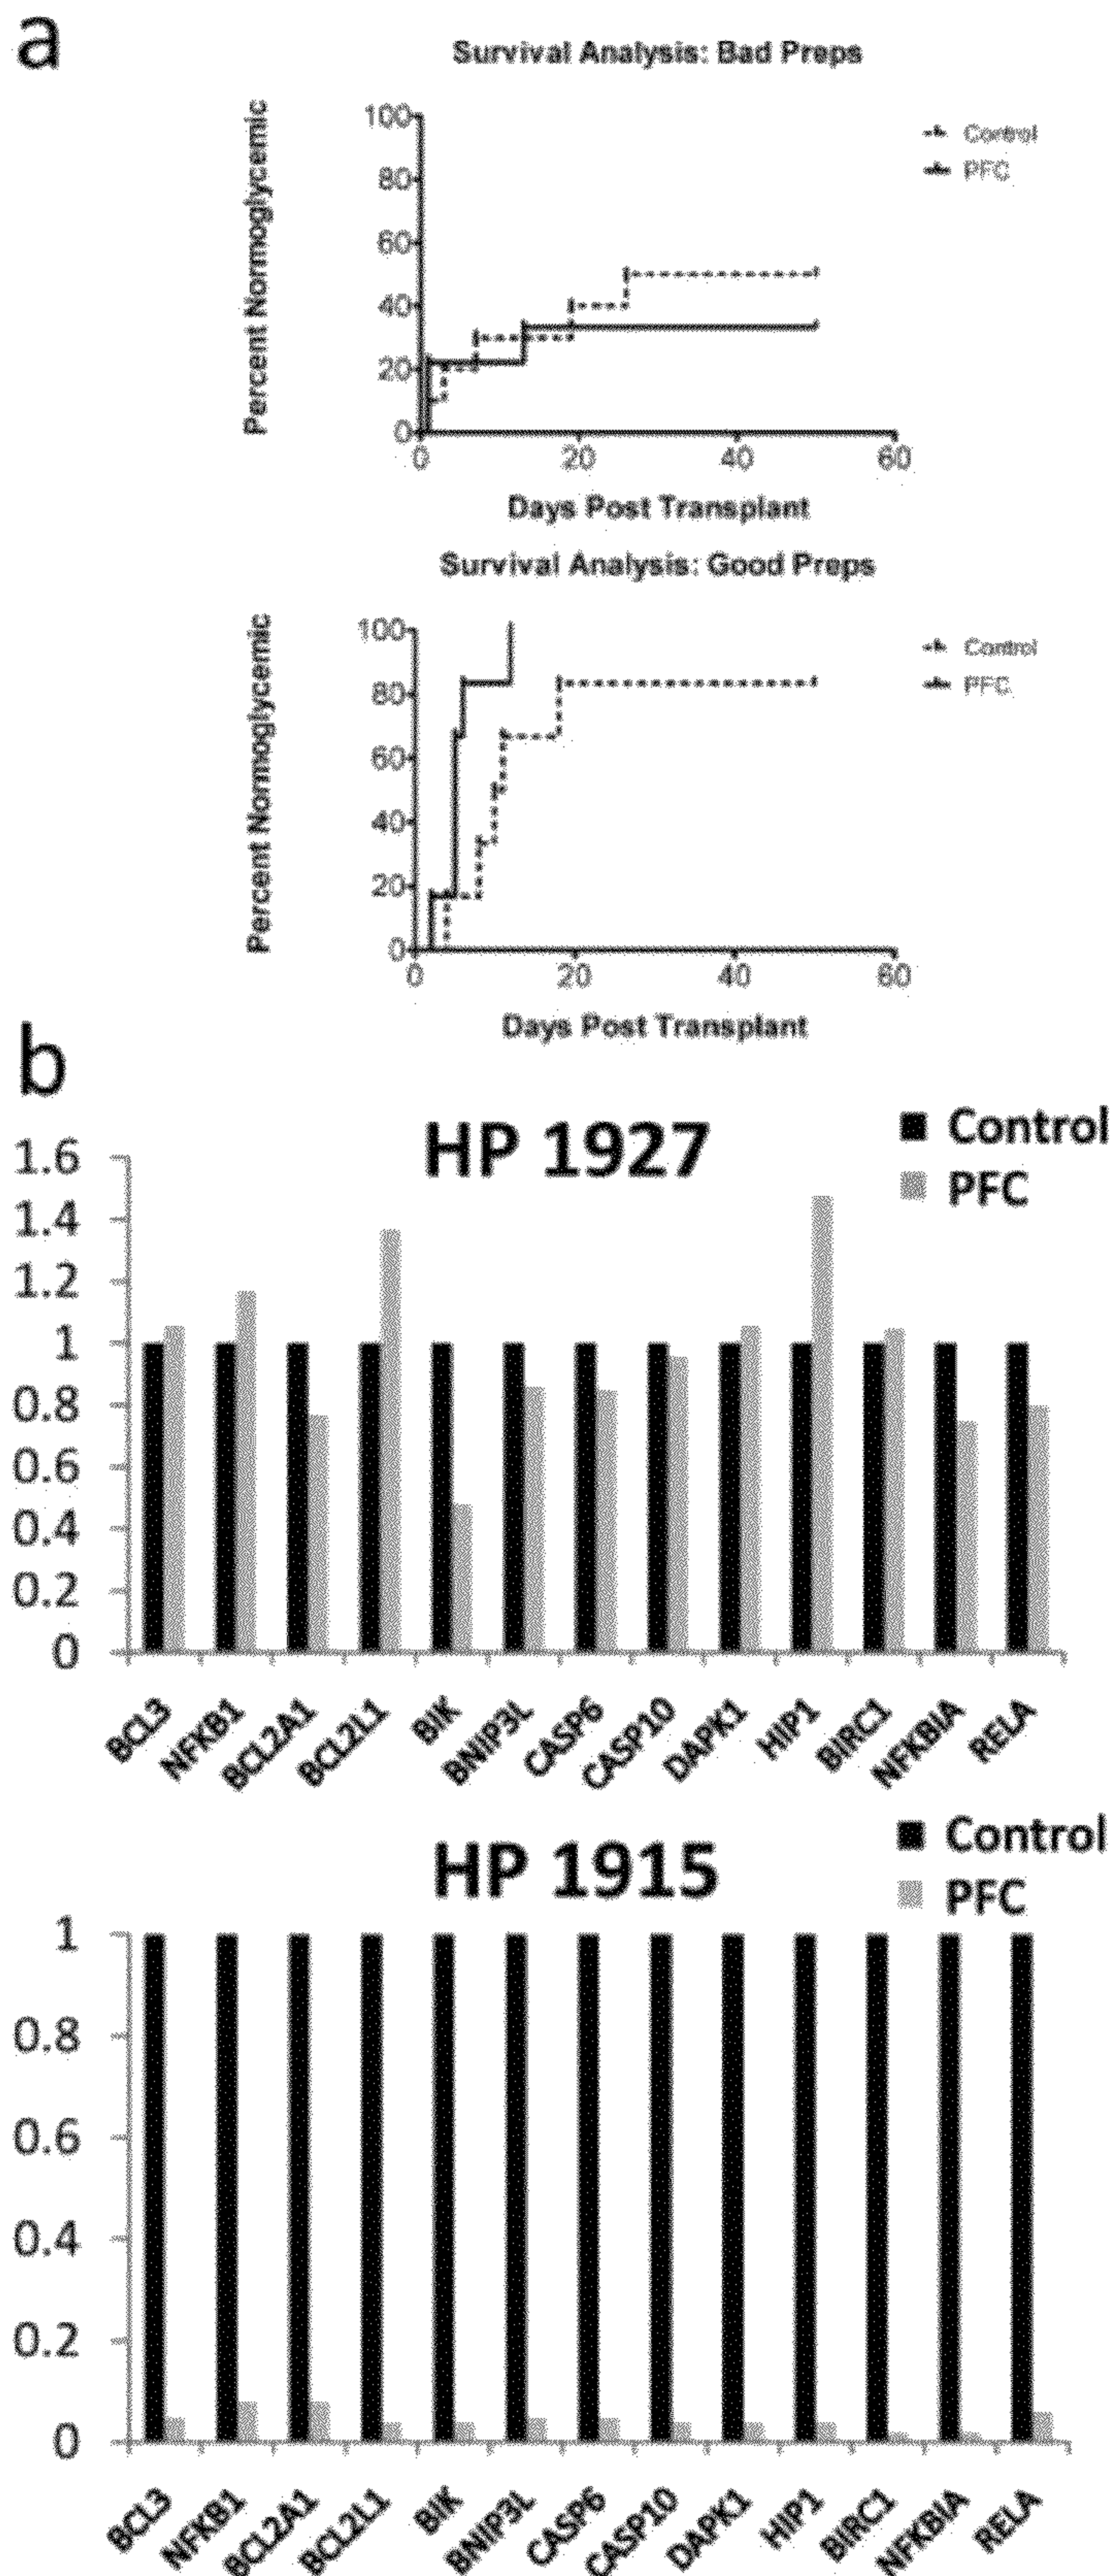 a
Survival Analysis: Bad Preps
Percent Normoglycemic
100
80
60
40
20
0
0 20 40 60
Days Post Transplant
Control
PFC
Survival Analysis: Good Preps
Percent Normoglycemic
100
80
60
40
20
0
0 20 40 60
Days Post Transplant
Control
PFC
b
HP 1927
Control
PFC
1.6
1.4
1.2
1
0.8
0.6
0.4
0.2
0
BCL3 NFKB1 BCL2A1 BCL2L1 BIK BNIP3L CASP6 CASP10 DAPK1 HIP1 BIRC1 NFKBIA RELA
HP 1915
Control
PFC
1
0.8
0.6
0.4
0.2
0
BCL3 NFKB1 BCL2A1 BCL2L1 BIK BNIP3L CASP6 CASP10 DAPK1 HIP1 BIRC1 NFKBIA RELA